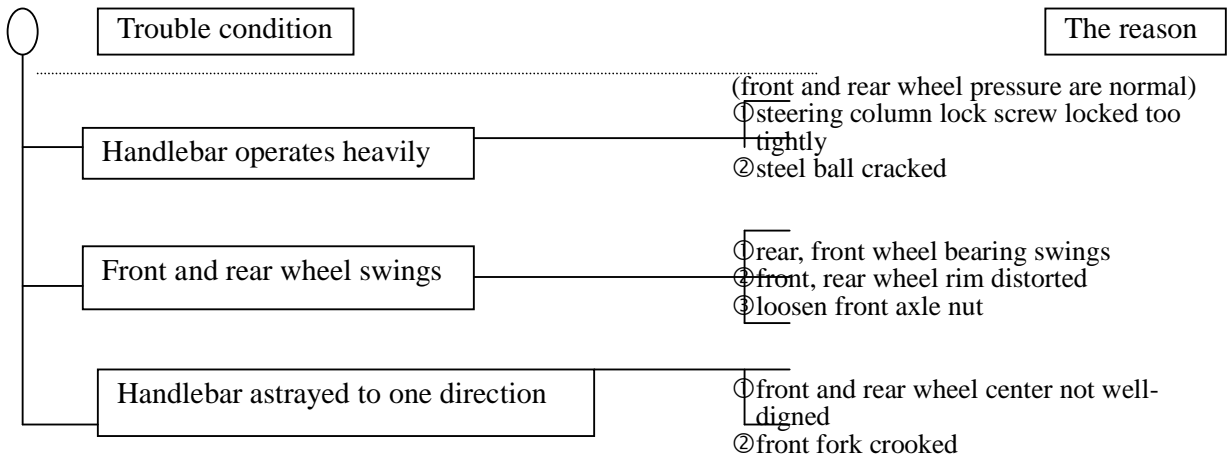 Trouble condition
The reason
(front and rear wheel pressure are normal)
Handlebar operates heavily
①steering column lock screw locked too
tightly
②steel ball cracked
Front and rear wheel swings
①rear, front wheel bearing swings
②front, rear wheel rim distorted
③loosen front axle nut
Handlebar astrayed to one direction
①front and rear wheel center not well-
digned
②front fork crooked